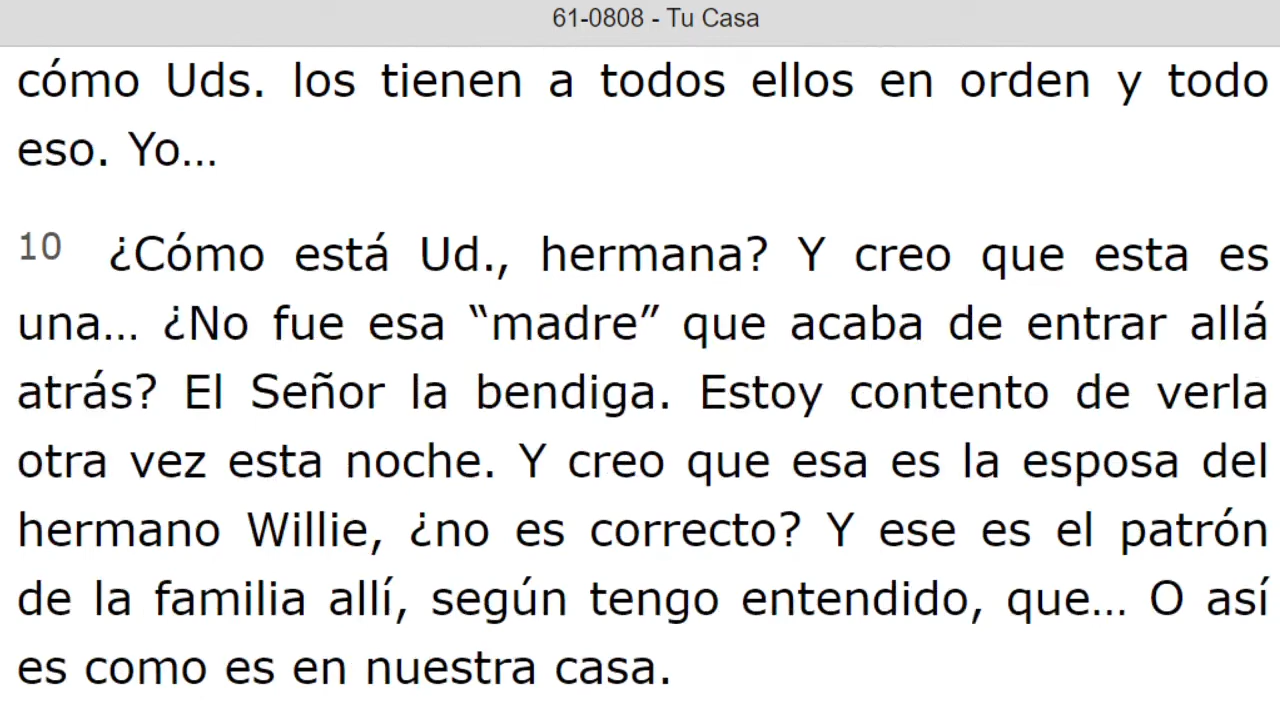 61-0808 - Tu Casa
cómo Uds. los tienen a todos ellos en orden y todo
eso. Yo…
10 ¿Cómo está Ud., hermana? Y creo que esta es
una… ¿No fue esa “madre” que acaba de entrar allá
atrás? El Señor la bendiga. Estoy contento de verla
otra vez esta noche. Y creo que esa es la esposa del
hermano Willie, ¿no es correcto? Y ese es el patrón
de la familia allí, según tengo entendido, que… O así
es como es en nuestra casa.